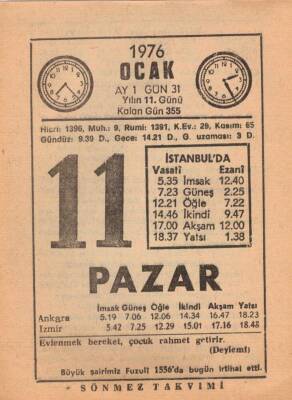 1976
OCAK
AY 1 GÜN 31
Yılın 11. Günü
Kalan Gün 355
Hicri: 1396, Muh.: 9, Rumi: 1391, K.Ev.: 29, Kasım: 65
Gündüz: 9.39 D., Gece: 14.21 D., G. uzaması: 3 D.
11
İSTANBUL'DA
Vasatî Ezanî
5.35 İmsak 12.40
7.23 Güneş 2.25
12.21 Öğle 7.22
14.46 İkindi 9.47
17.00 Akşam 12.00
18.37 Yatsı 1.38
PAZAR
İmsak Güneş Öğle İkindi Akşam Yatsı
Ankara 5.19 7.06 12.06 14.34 16.47 18.23
İzmir 5.42 7.25 12.29 15.01 17.16 18.48
Evlenmek bereket, çocuk rahmet getirir.
(Deylemî)
Büyük şairimiz Fuzulî 1556'da bugün irtihal etti.
SÖNMEZ TAKVİMİ